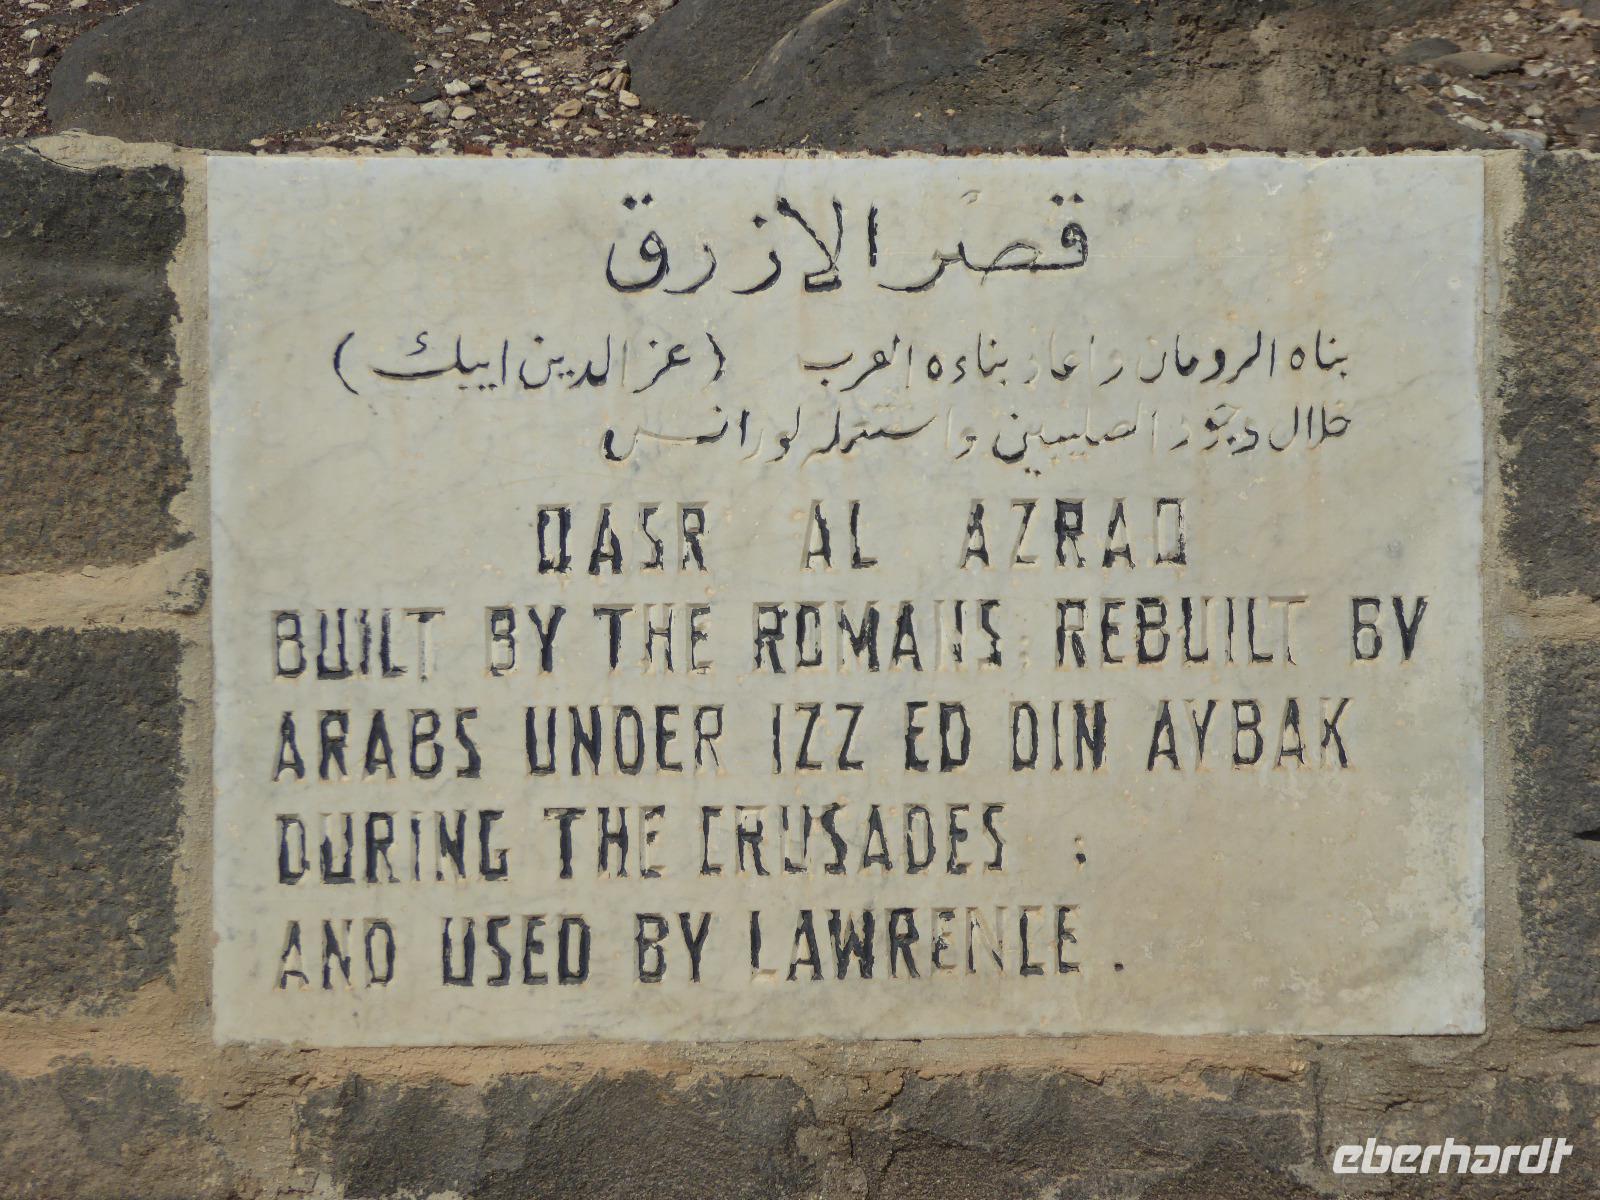 قصر الازرق
بناه الرومان واعاد بناءه العرب (عز الدين ايبك)
خلال وجود الصليبين واستعمله لورانس
QASR AL AZRAQ
BUILT BY THE ROMANS : REBUILT BY
ARABS UNDER IZZ ED DIN AYBAK
DURING THE CRUSADES :
AND USED BY LAWRENCE .
eberhardt